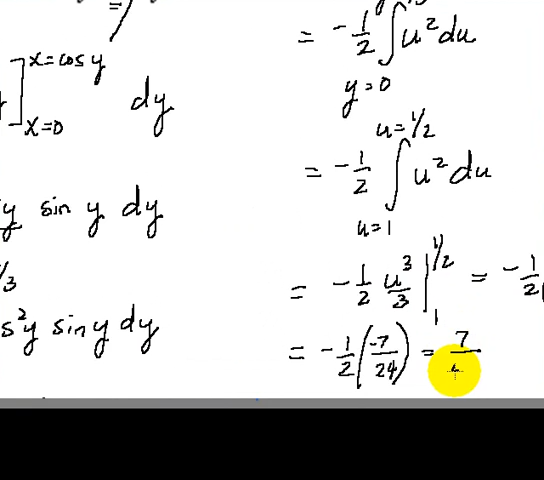 ]x=cos y
x=0 dy
y sin y dy
/3
s²y sin y dy
= -1/2 ∫ u² du
y=0
u=1/2
= -1/2 ∫ u² du
u=1
= -1/2 u³/3 |₁^1/2 = -1/2
= -1/2 (-7/24) = 7